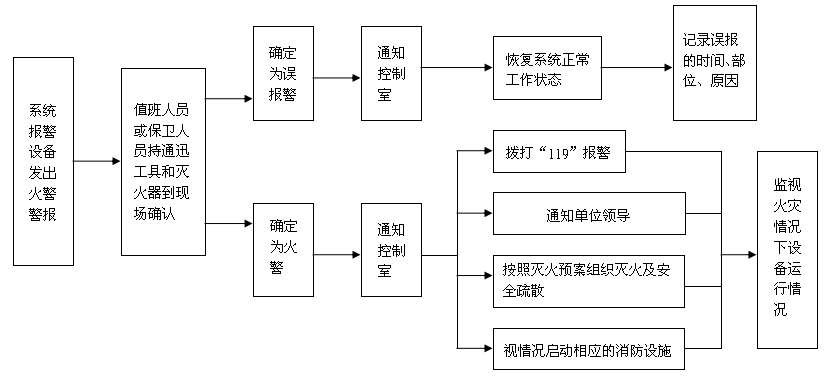 系统
报警
设备
发出
火警
警报
值班人员
或保卫人
员持通迅
工具和灭
火器到现
场确认
确定
为误
报警
通知
控制
室
恢复系统正常
工作状态
记录误报
的时间、部
位、原因
确定
为火
警
通知
控制
室
拨打“119”报警
通知单位领导
按照灭火预案组织灭火及安
全疏散
视情况启动相应的消防设施
监视
火灾
情况
下设
备运
行情
况